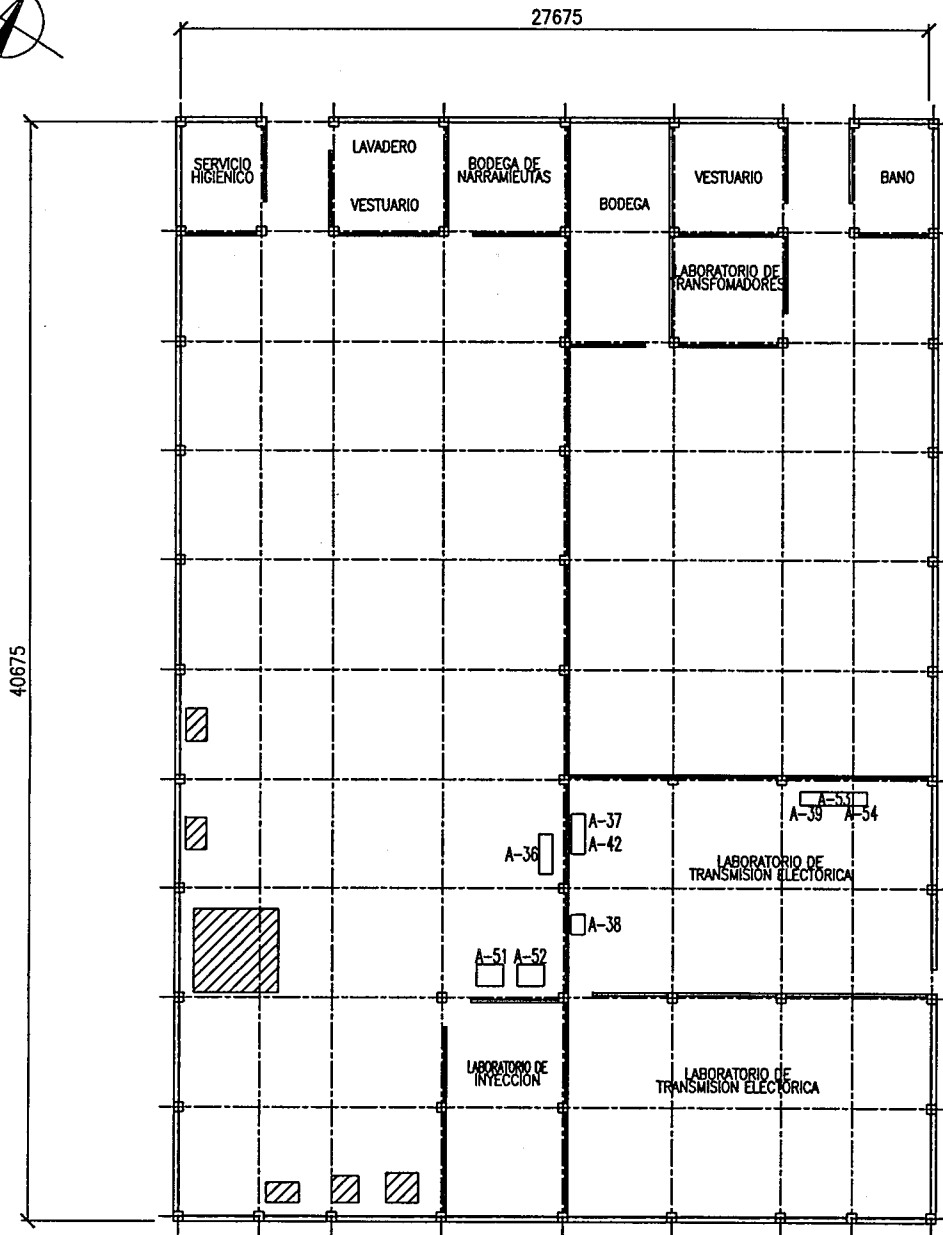 27675
SERVICIO
HIGIENICO
LAVADERO
VESTUARIO
BODEGA DE
NARRAMIEUTAS
BODEGA
VESTUARIO
BANO
LABORATORIO DE
TRANSFOMADORES
40675
A-53
A-39
A-54
A-37
A-42
A-36
LABORATORIO DE
TRANSMISION ELECTORICA
A-38
A-51
A-52
LABORATORIO DE
INYECCION
LABORATORIO DE
TRANSMISION ELECTORICA